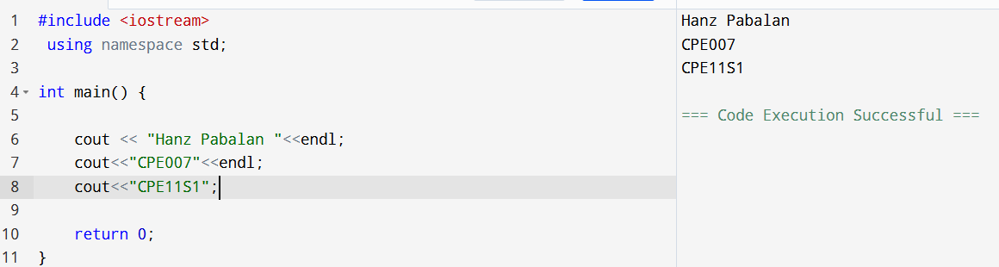 1 #include <iostream>
2  using namespace std;
3
4 int main() {
5
6     cout << "Hanz Pabalan "<<endl;
7     cout<<"CPE007"<<endl;
8     cout<<"CPE11S1";
9
10     return 0;
11 }
Hanz Pabalan
CPE007
CPE11S1
=== Code Execution Successful ===